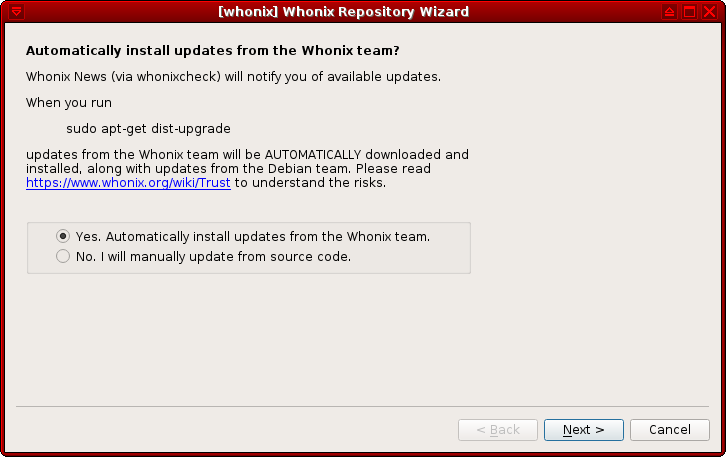 [whonix] Whonix Repository Wizard
Automatically install updates from the Whonix team?
Whonix News (via whonixcheck) will notify you of available updates.
When you run
sudo apt-get dist-upgrade
updates from the Whonix team will be AUTOMATICALLY downloaded and
installed, along with updates from the Debian team. Please read
https://www.whonix.org/wiki/Trust to understand the risks.
Yes. Automatically install updates from the Whonix team.
No. I will manually update from source code.
< Back Next > Cancel